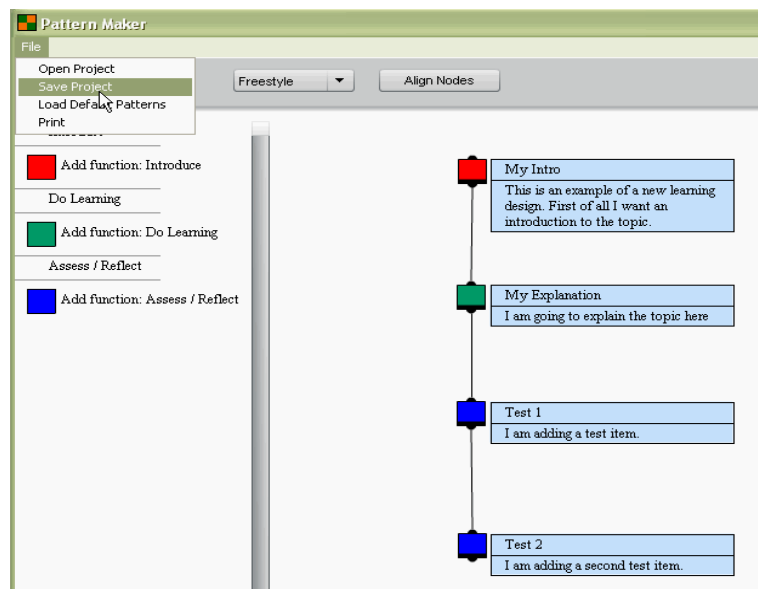 Pattern Maker
File
Open Project
Save Project
Load Default Patterns
Print
Freestyle
Align Nodes
Add function: Introduce
Do Learning
Add function: Do Learning
Assess / Reflect
Add function: Assess / Reflect
My Intro
This is an example of a new learning
design. First of all I want an
introduction to the topic.
My Explanation
I am going to explain the topic here
Test 1
I am adding a test item.
Test 2
I am adding a second test item.